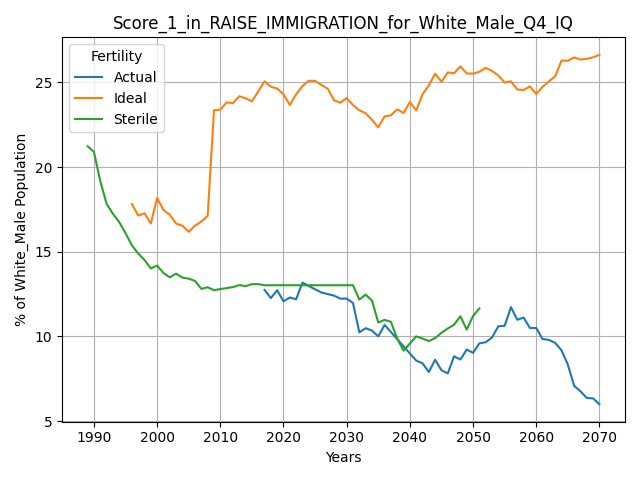 Score_1_in_RAISE_IMMIGRATION_for_White_Male_Q4_IQ
Fertility
Actual
Ideal
Sterile
% of White_Male Population
25
20
15
10
5
1990 2000 2010 2020 2030 2040 2050 2060 2070
Years